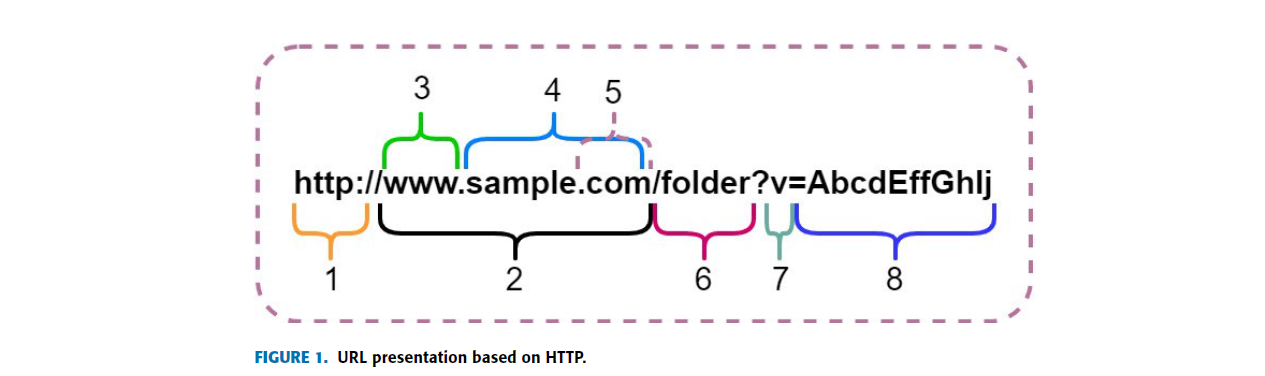 3 4 5
http://www.sample.com/folder?v=AbcdEffGhIj
1 2 6 7 8
FIGURE 1. URL presentation based on HTTP.